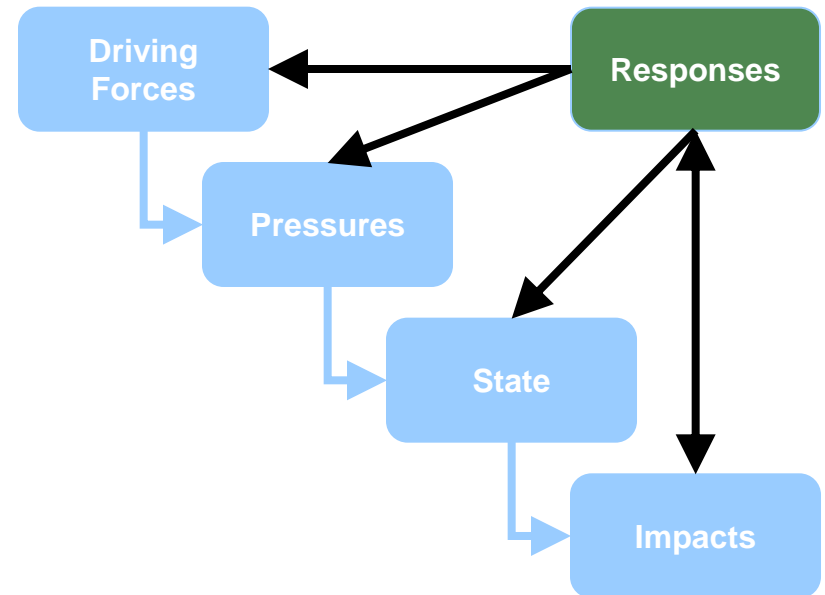 Driving
Forces
Responses
Pressures
State
Impacts